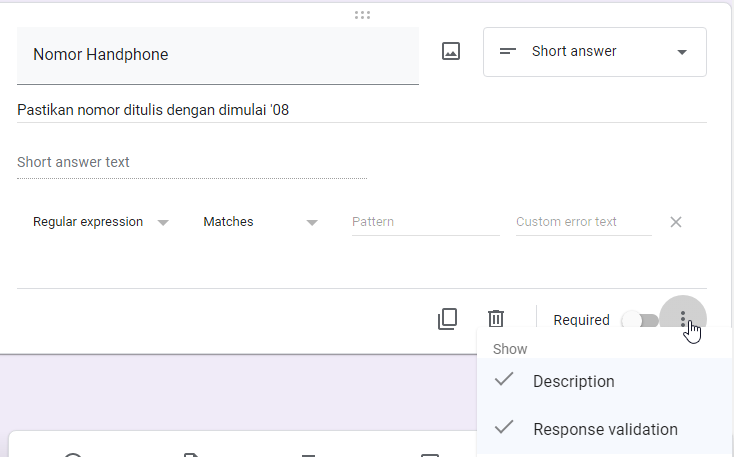 Nomor Handphone
Short answer
Pastikan nomor ditulis dengan dimulai '08
Short answer text
Regular expression Matches Pattern Custom error text
Required
Show
Description
Response validation